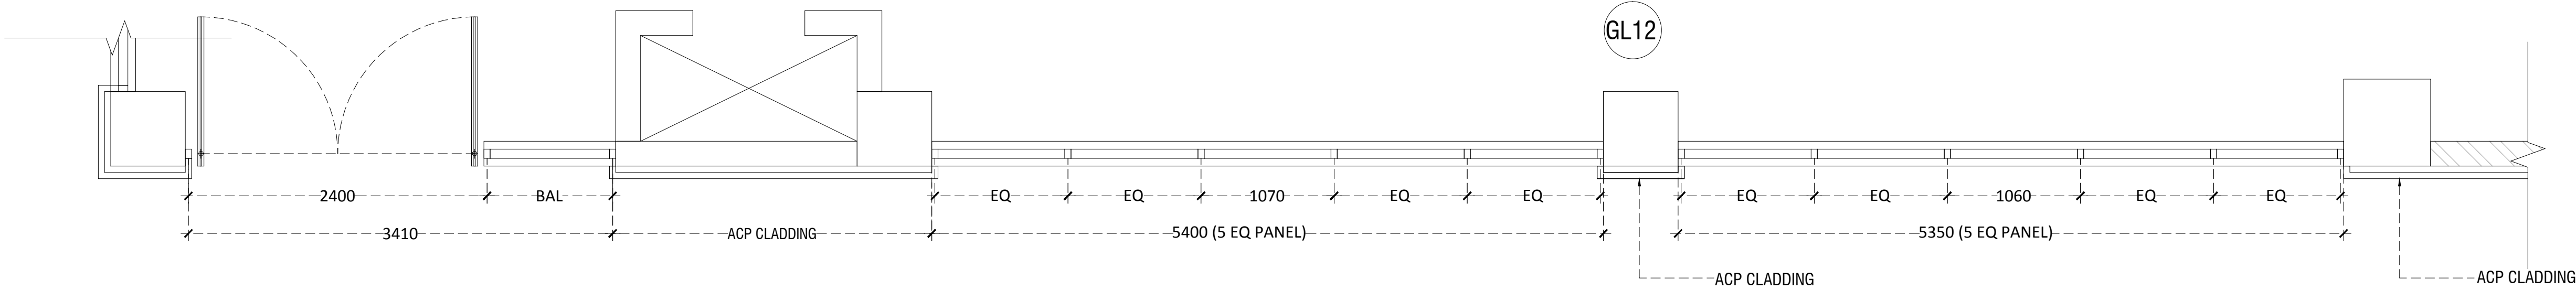 GL12
2400
BAL
EQ
EQ
1070
EQ
EQ
EQ
EQ
1060
EQ
EQ
3410
ACP CLADDING
5400 (5 EQ PANEL)
5350 (5 EQ PANEL)
ACP CLADDING
ACP CLADDING